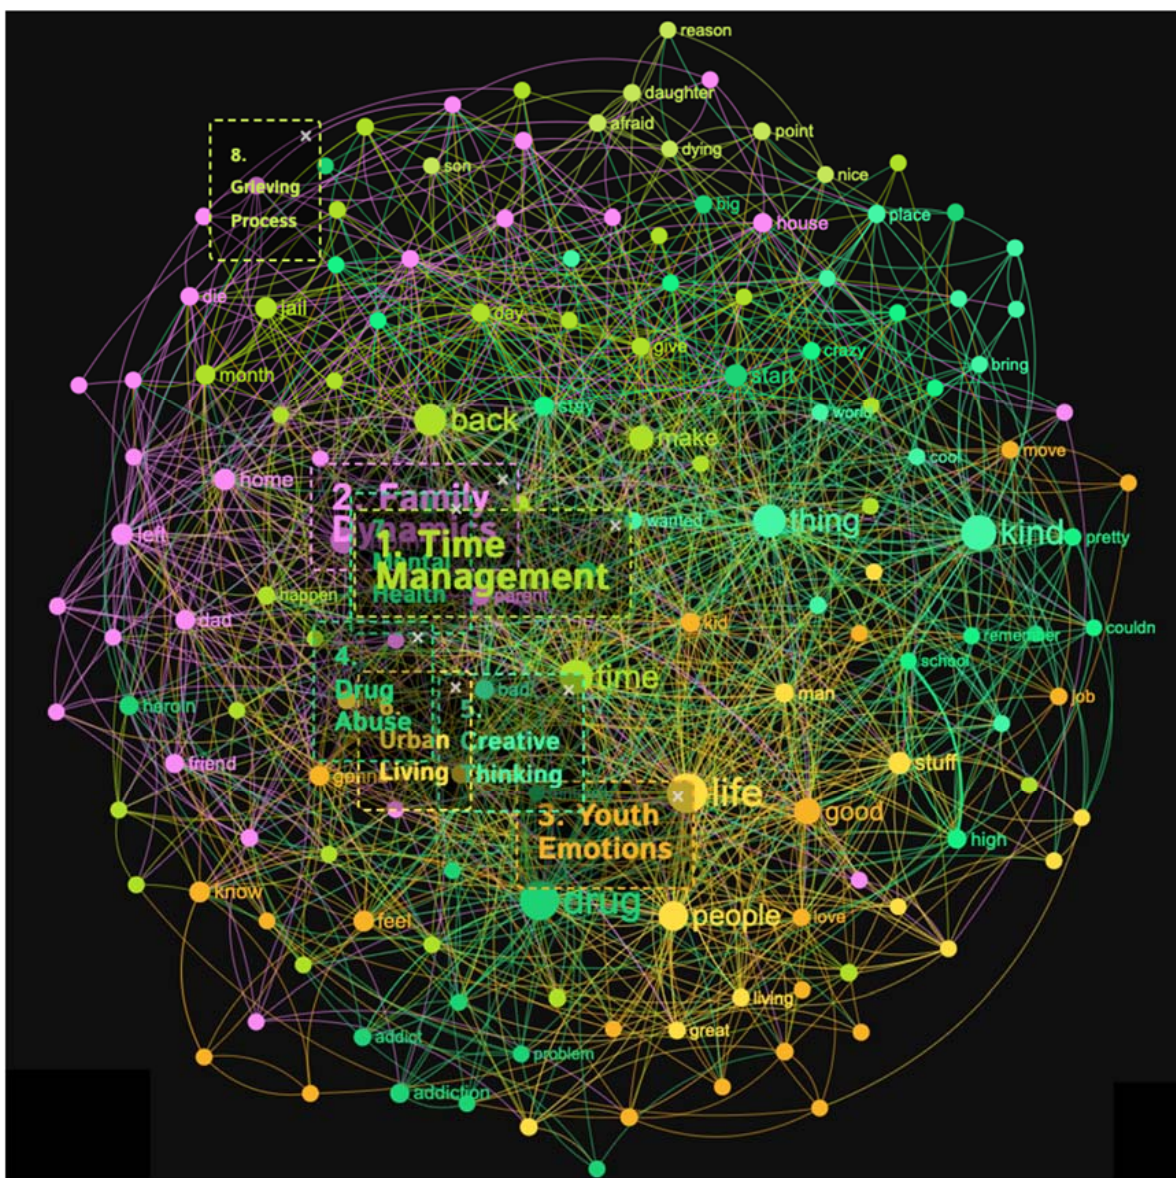 reason
daughter
afraid
point
dying
8.
Grieving
Process
son
nice
big
place
house
die
jail
day
give
crazy
start
bring
month
stay
back
world
make
cool
move
home
2. Family
Dynamics
thing
kind
wanted
left
pretty
1. Time
Management
Mental
Health
happen
parent
dad
kid
couldn
remember
4.
school
time
Drug
Abuse
bad
man
job
heroin
6.
Urban
Living
5.
Creative
Thinking
friend
stuff
life
3. Youth
Emotions
good
high
know
feel
drug
people
love
living
great
addict
problem
addiction